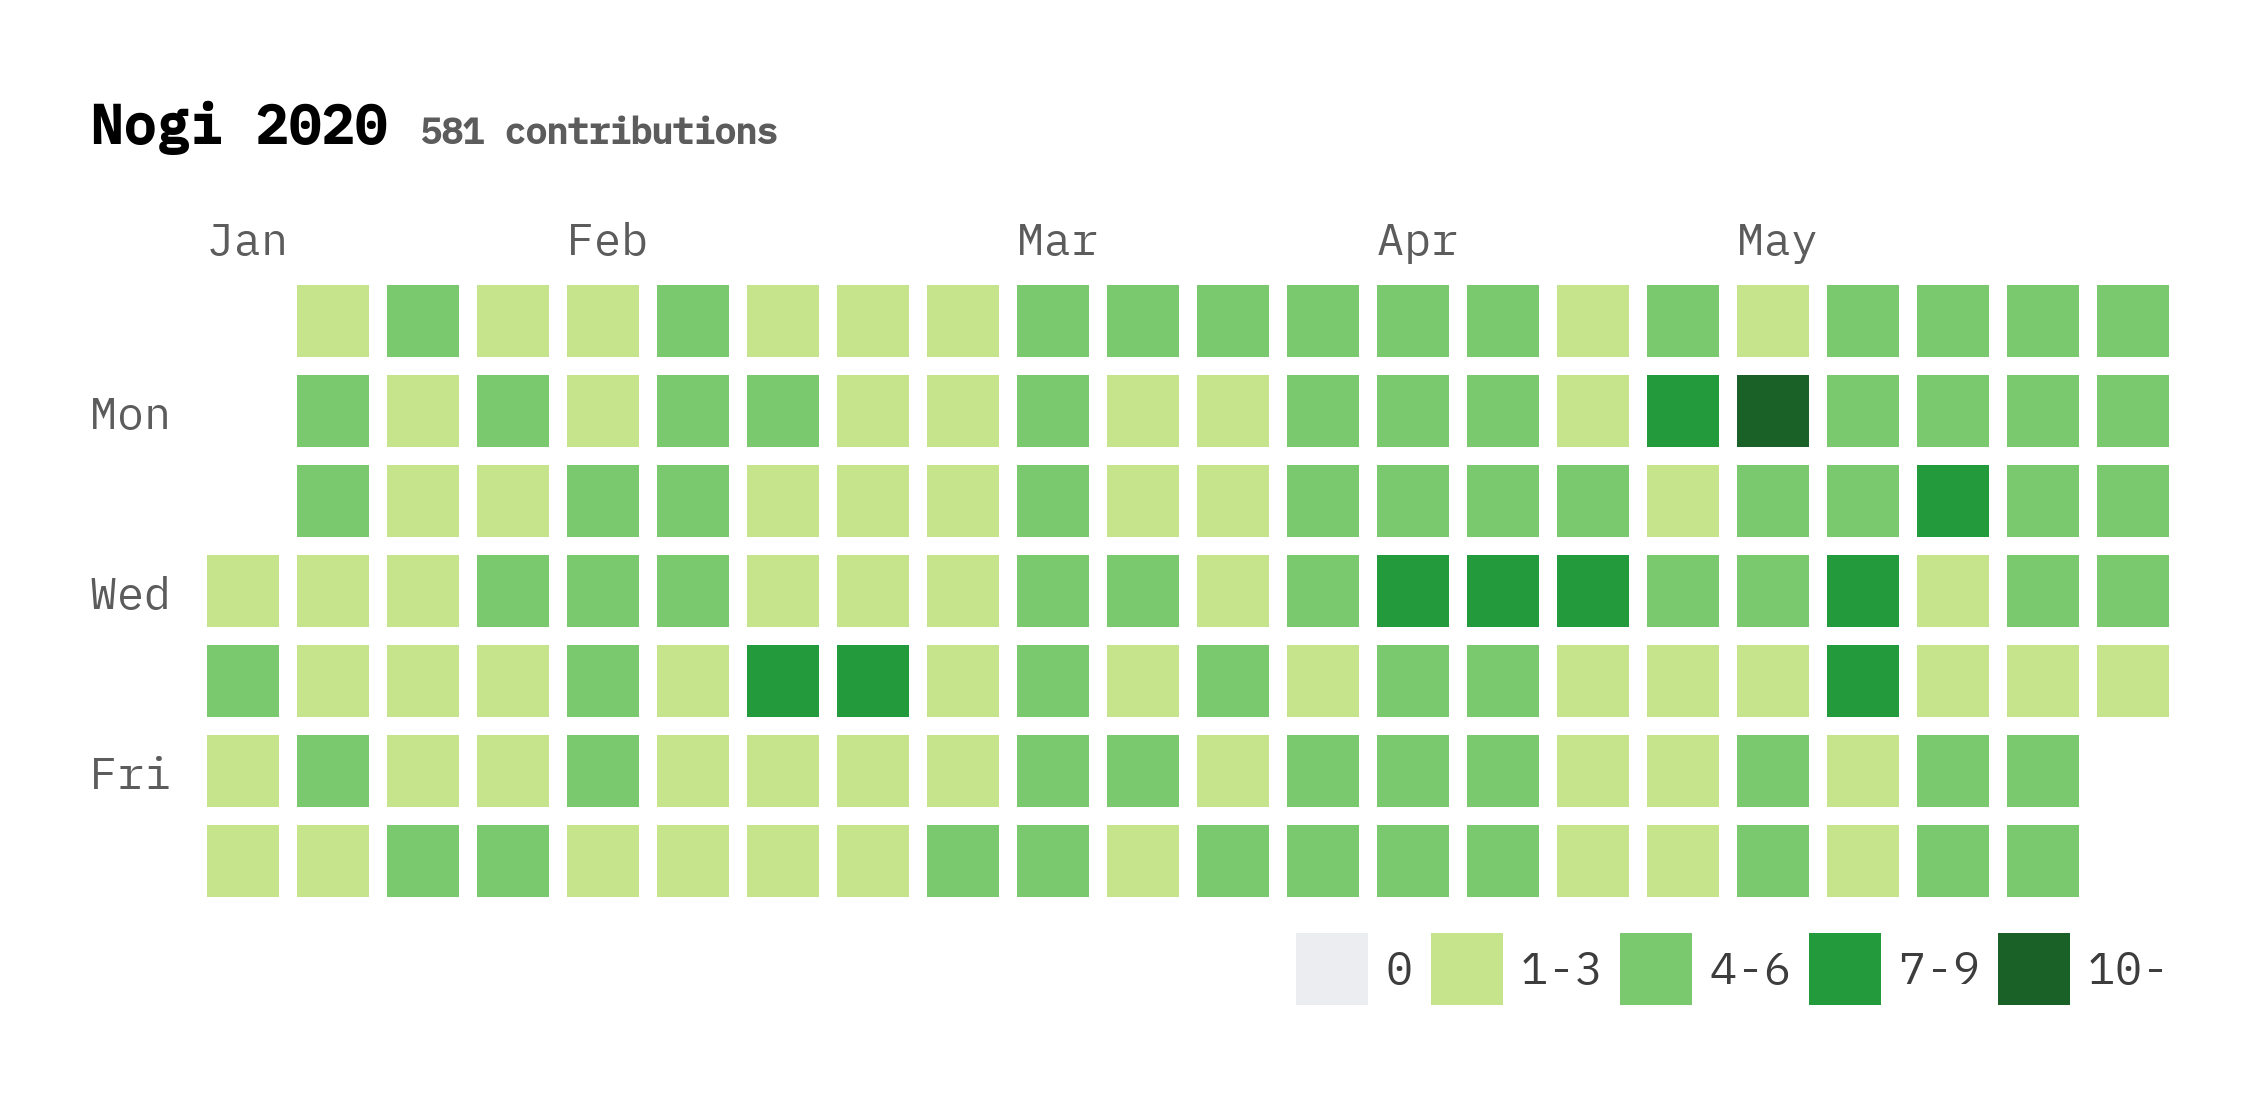 Nogi 2020 581 contributions
Jan Feb Mar Apr May
Mon
Wed
Fri
0 1-3 4-6 7-9 10-